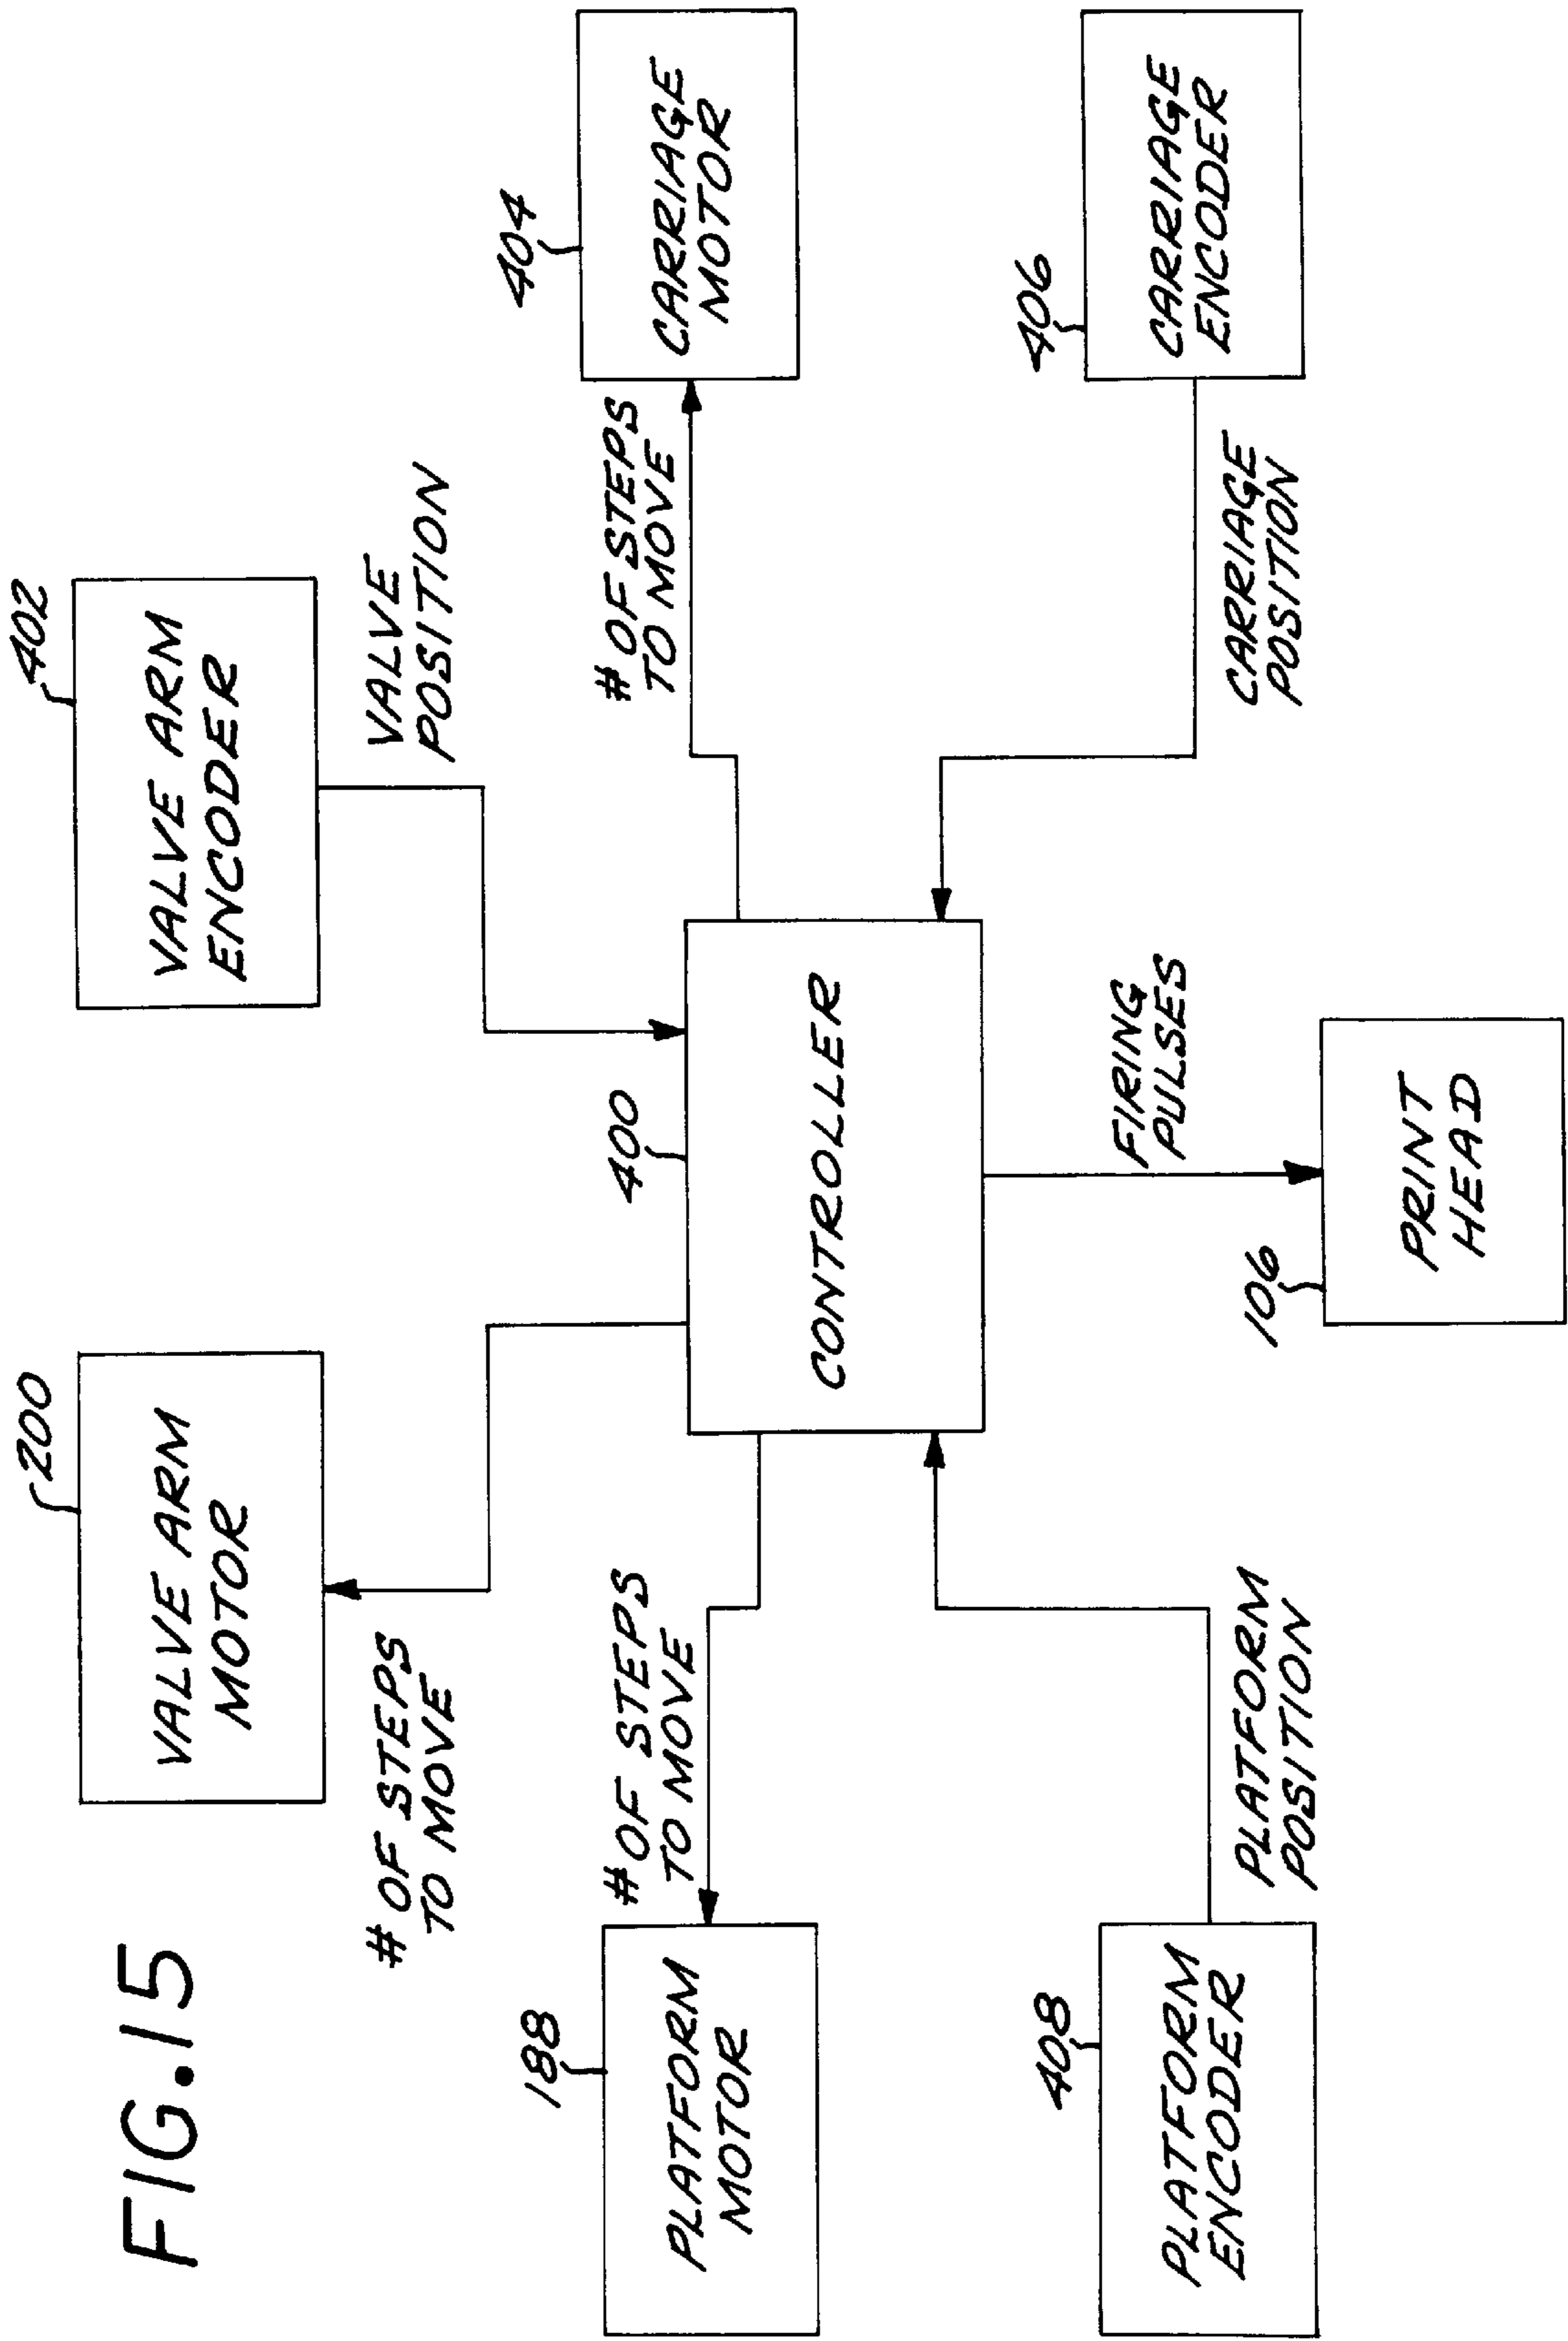 FIG.15
200
VALVE ARM
MOTOR
# OF STEPS
TO MOVE
402
VALVE ARM
ENCODER
VALVE
POSITION
188
PLATFORM
MOTOR
# OF STEPS
TO MOVE
400
CONTROLLER
# OF STEPS
TO MOVE
404
CARRIAGE
MOTOR
408
PLATFORM
ENCODER
PLATFORM
POSITION
106
PRINT
HEAD
FIRING
PULSES
CARRIAGE
POSITION
406
CARRIAGE
ENCODER